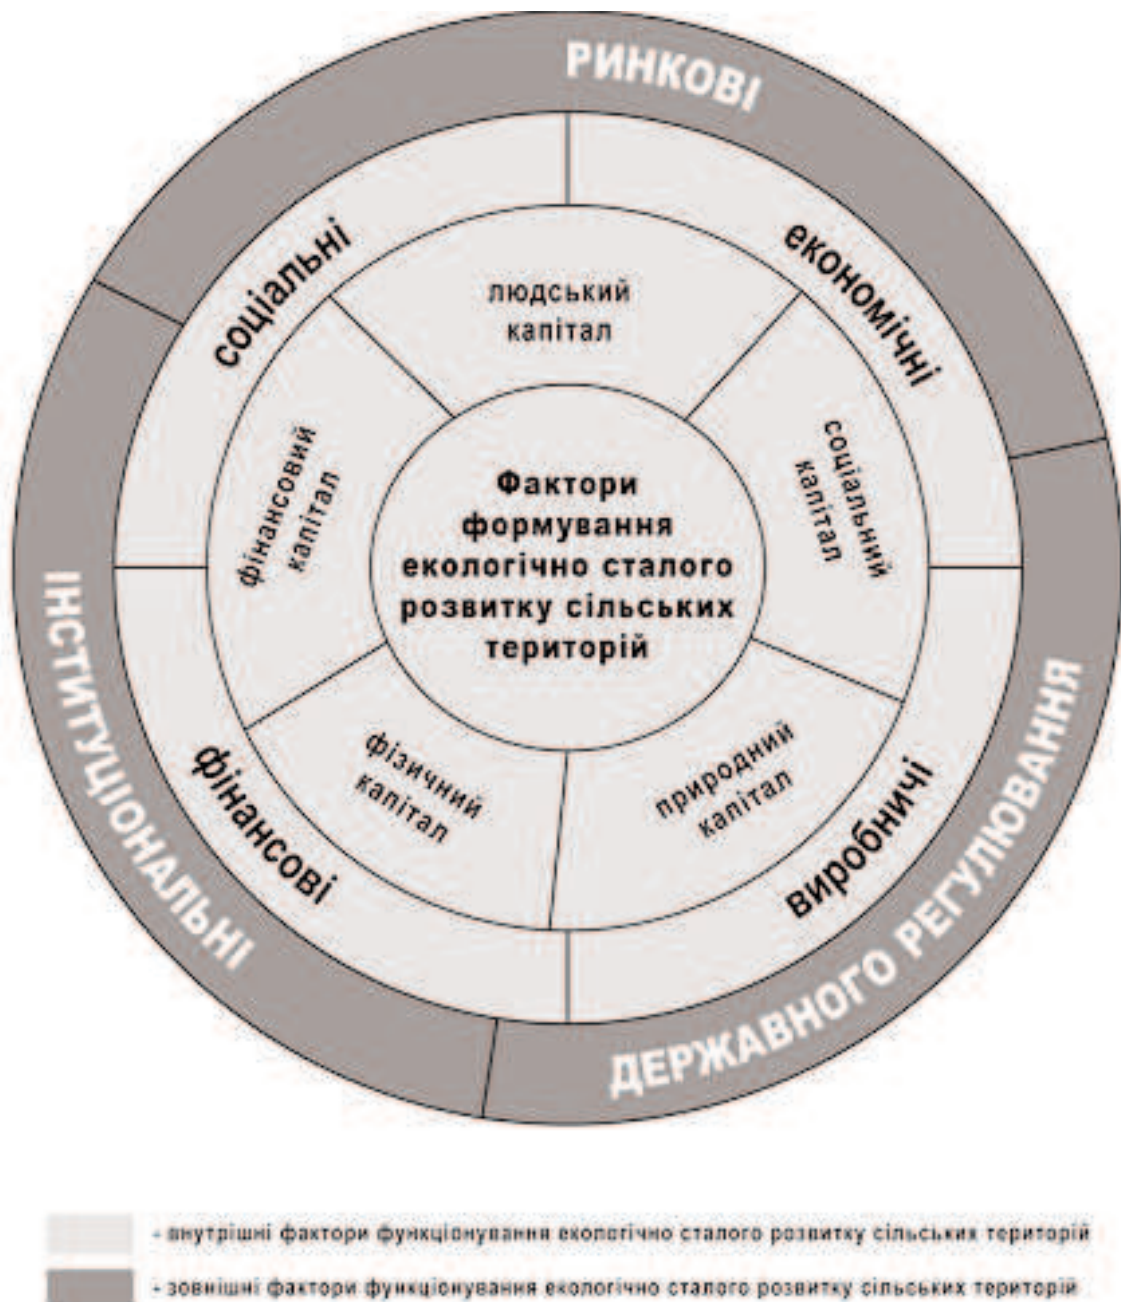 РИНКОВІ
соціальні
економічні
людський
капітал
фінансовий
капітал
соціальний
капітал
Фактори
формування
екологічно сталого
розвитку сільських
територій
ІНСТИТУЦІОНАЛЬНІ
ДЕРЖАВНОГО РЕГУЛЮВАННЯ
фізичний
капітал
природний
капітал
фінансові
виробничі
- внутрішні фактори функціонування екологічно сталого розвитку сільських територій
- зовнішні фактори функціонування екологічно сталого розвитку сільських територій